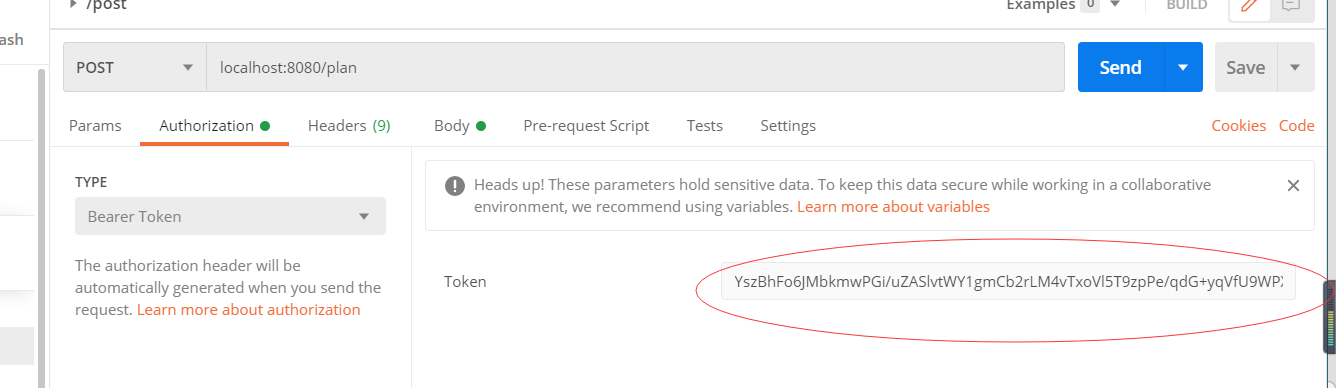 /post
Examples 0
BUILD
ash
POST
localhost:8080/plan
Send
Save
Params
Authorization
Headers (9)
Body
Pre-request Script
Tests
Settings
Cookies
Code
TYPE
Bearer Token
The authorization header will be
automatically generated when you send the
request. Learn more about authorization
Heads up! These parameters hold sensitive data. To keep this data secure while working in a collaborative
environment, we recommend using variables. Learn more about variables
Token
YszBhFo6JMbkmwPGi/uZASlvtWY1gmCb2rLM4vTxoVl5T9zpPe/qdG+yqVfU9WPX